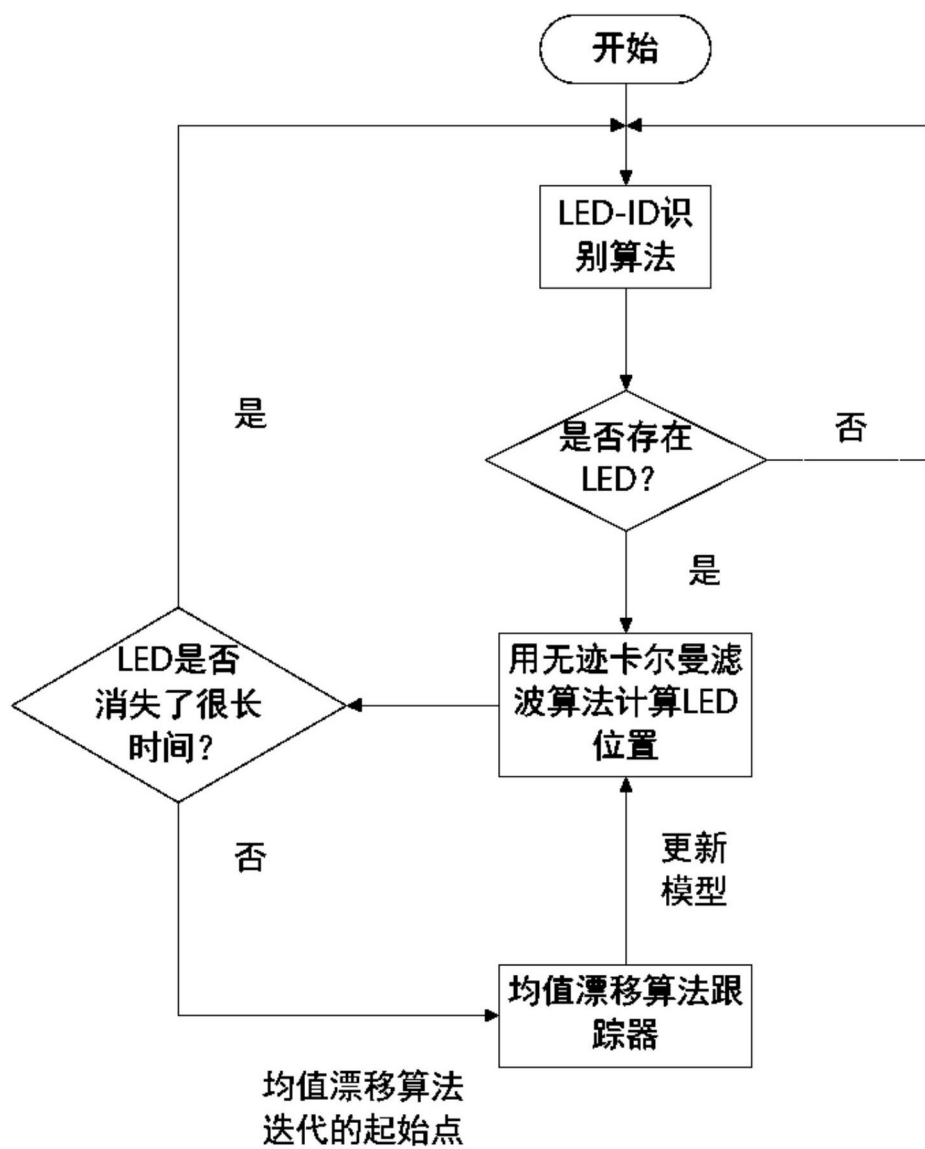 开始
LED-ID识
别算法
是
是否存在
LED？
否
是
LED是否
消失了很长
时间？
用无迹卡尔曼滤
波算法计算LED
位置
否
更新
模型
均值漂移算法跟
踪器
均值漂移算法
迭代的起始点